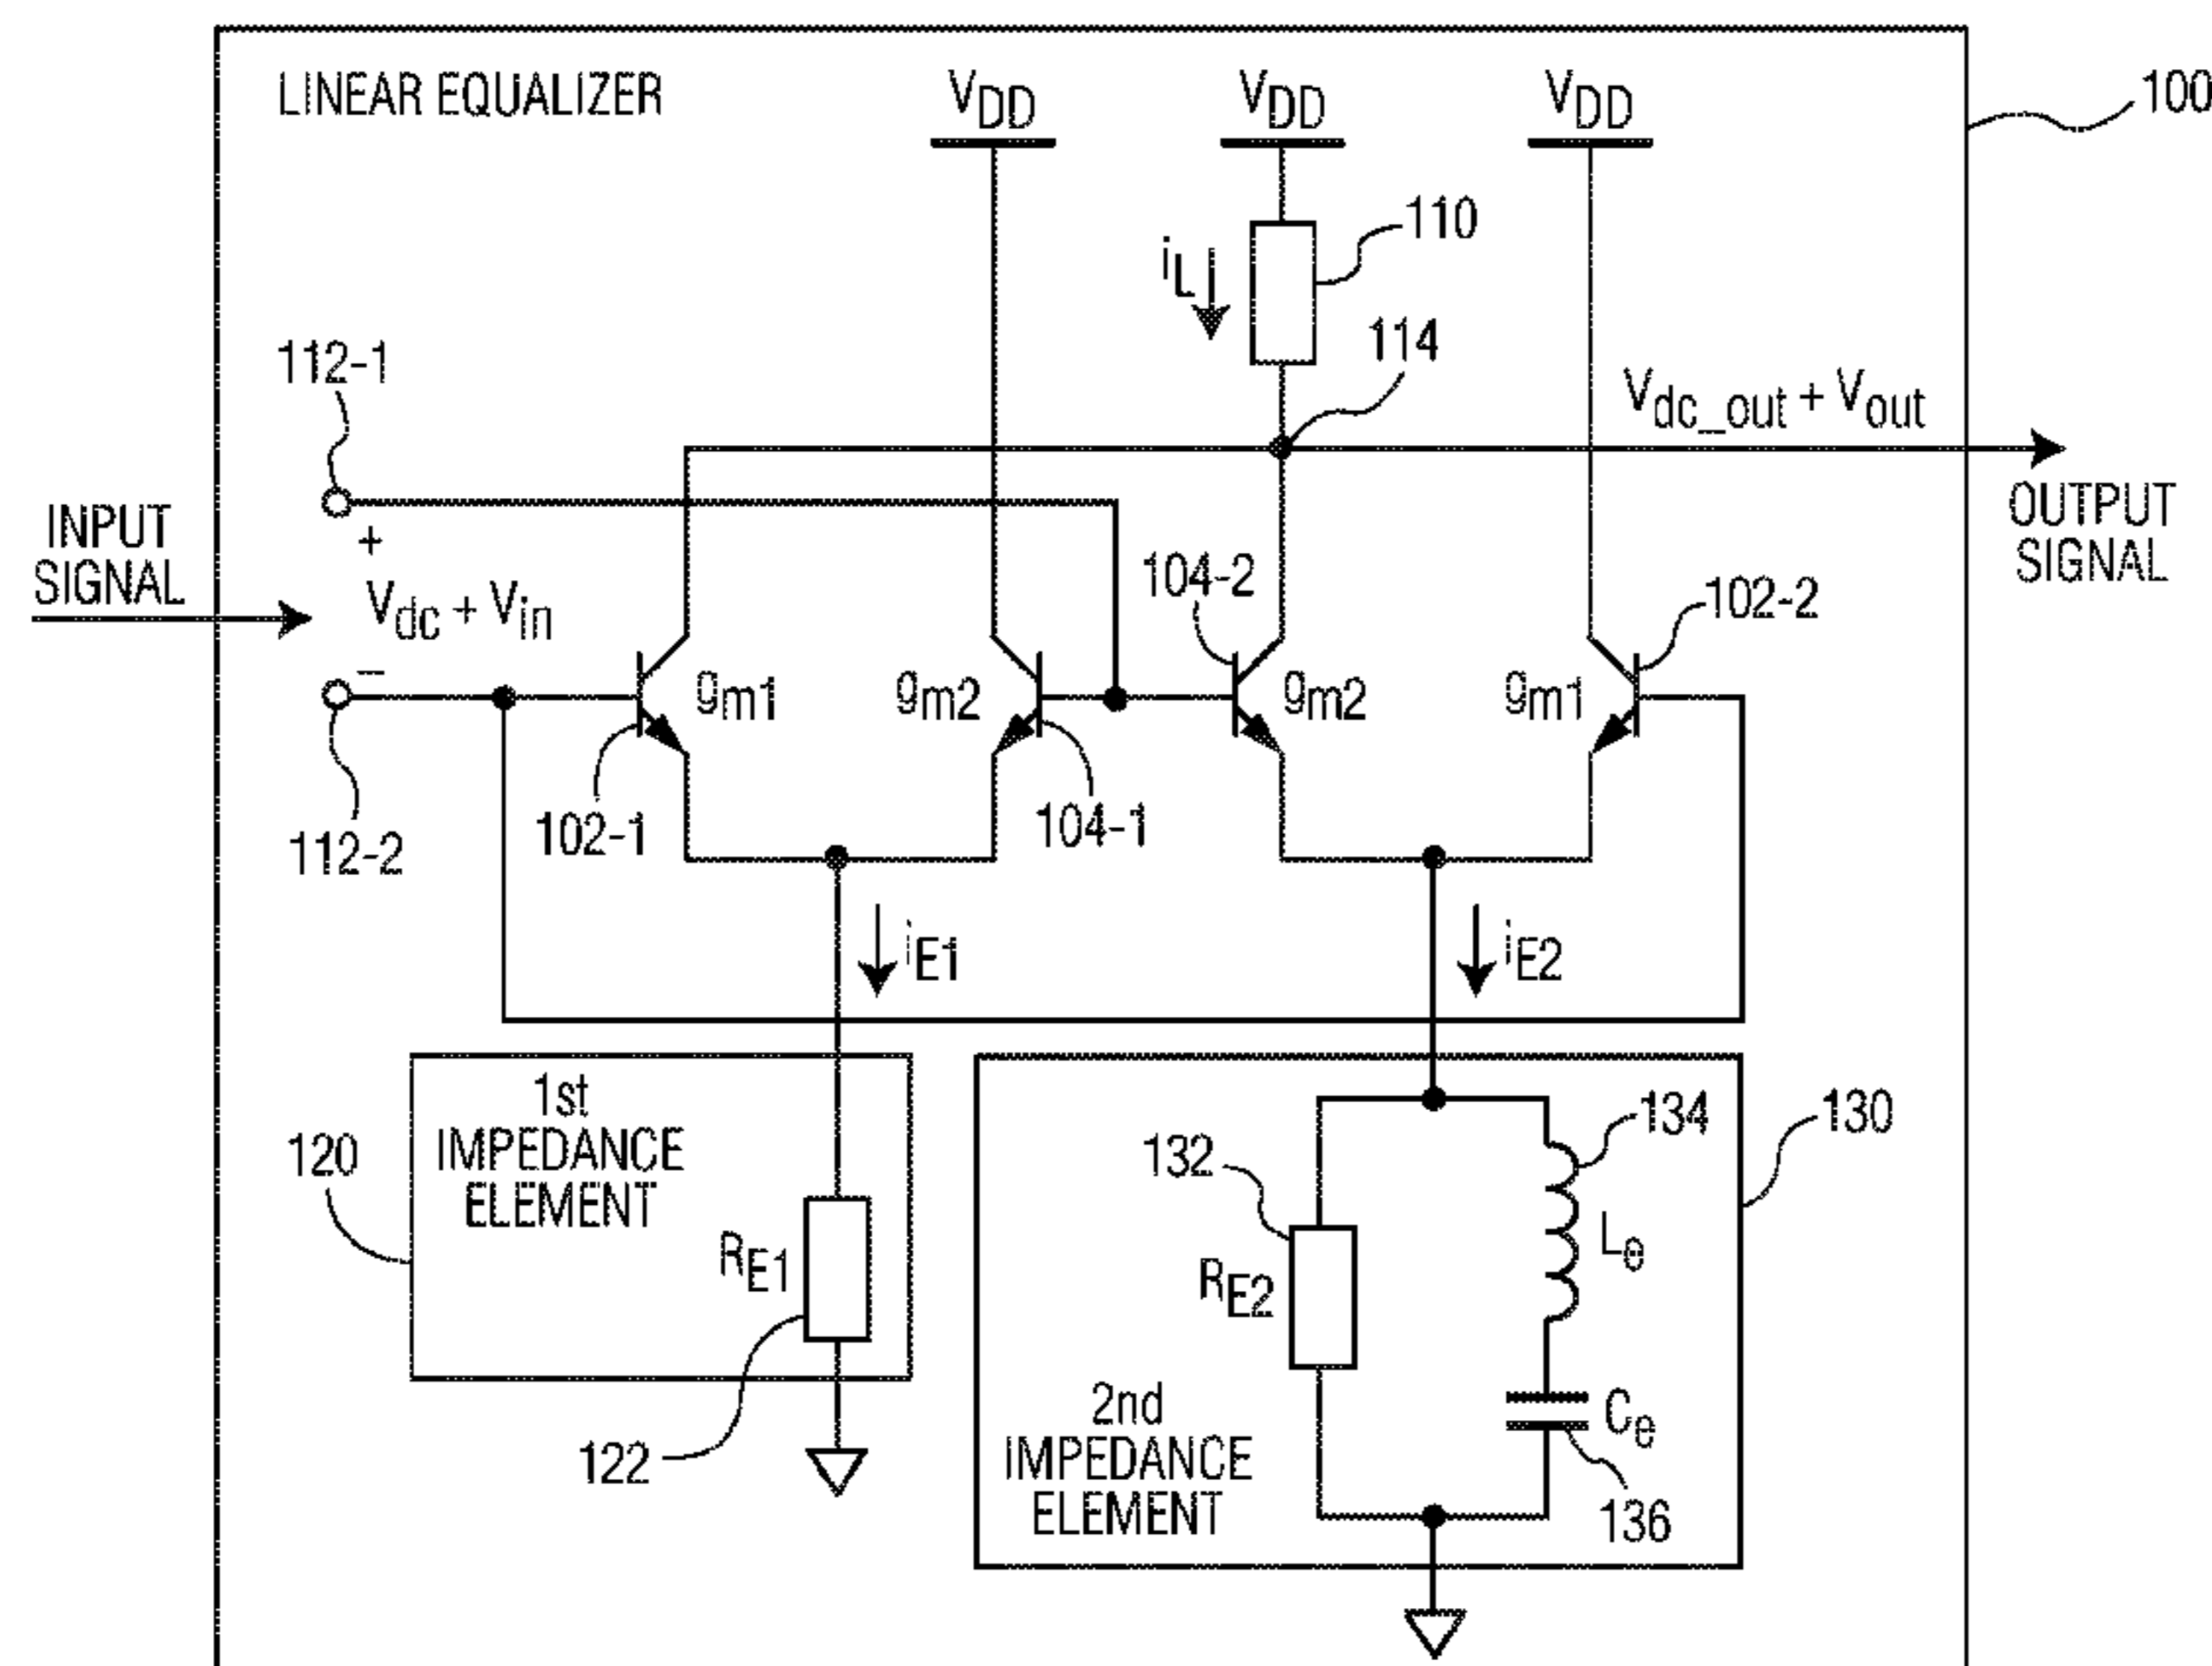 LINEAR EQUALIZER
VDD
VDD
VDD
100
110
iL
114
112-1
Vdc_out + Vout
INPUT
SIGNAL
+
Vdc + Vin
−
OUTPUT
SIGNAL
104-2
102-2
gm1
gm2
gm2
gm1
112-2
102-1
104-1
iE1
iE2
1st
IMPEDANCE
ELEMENT
120
RE1
122
132
134
130
RE2
Le
Ce
2nd
IMPEDANCE
ELEMENT
136